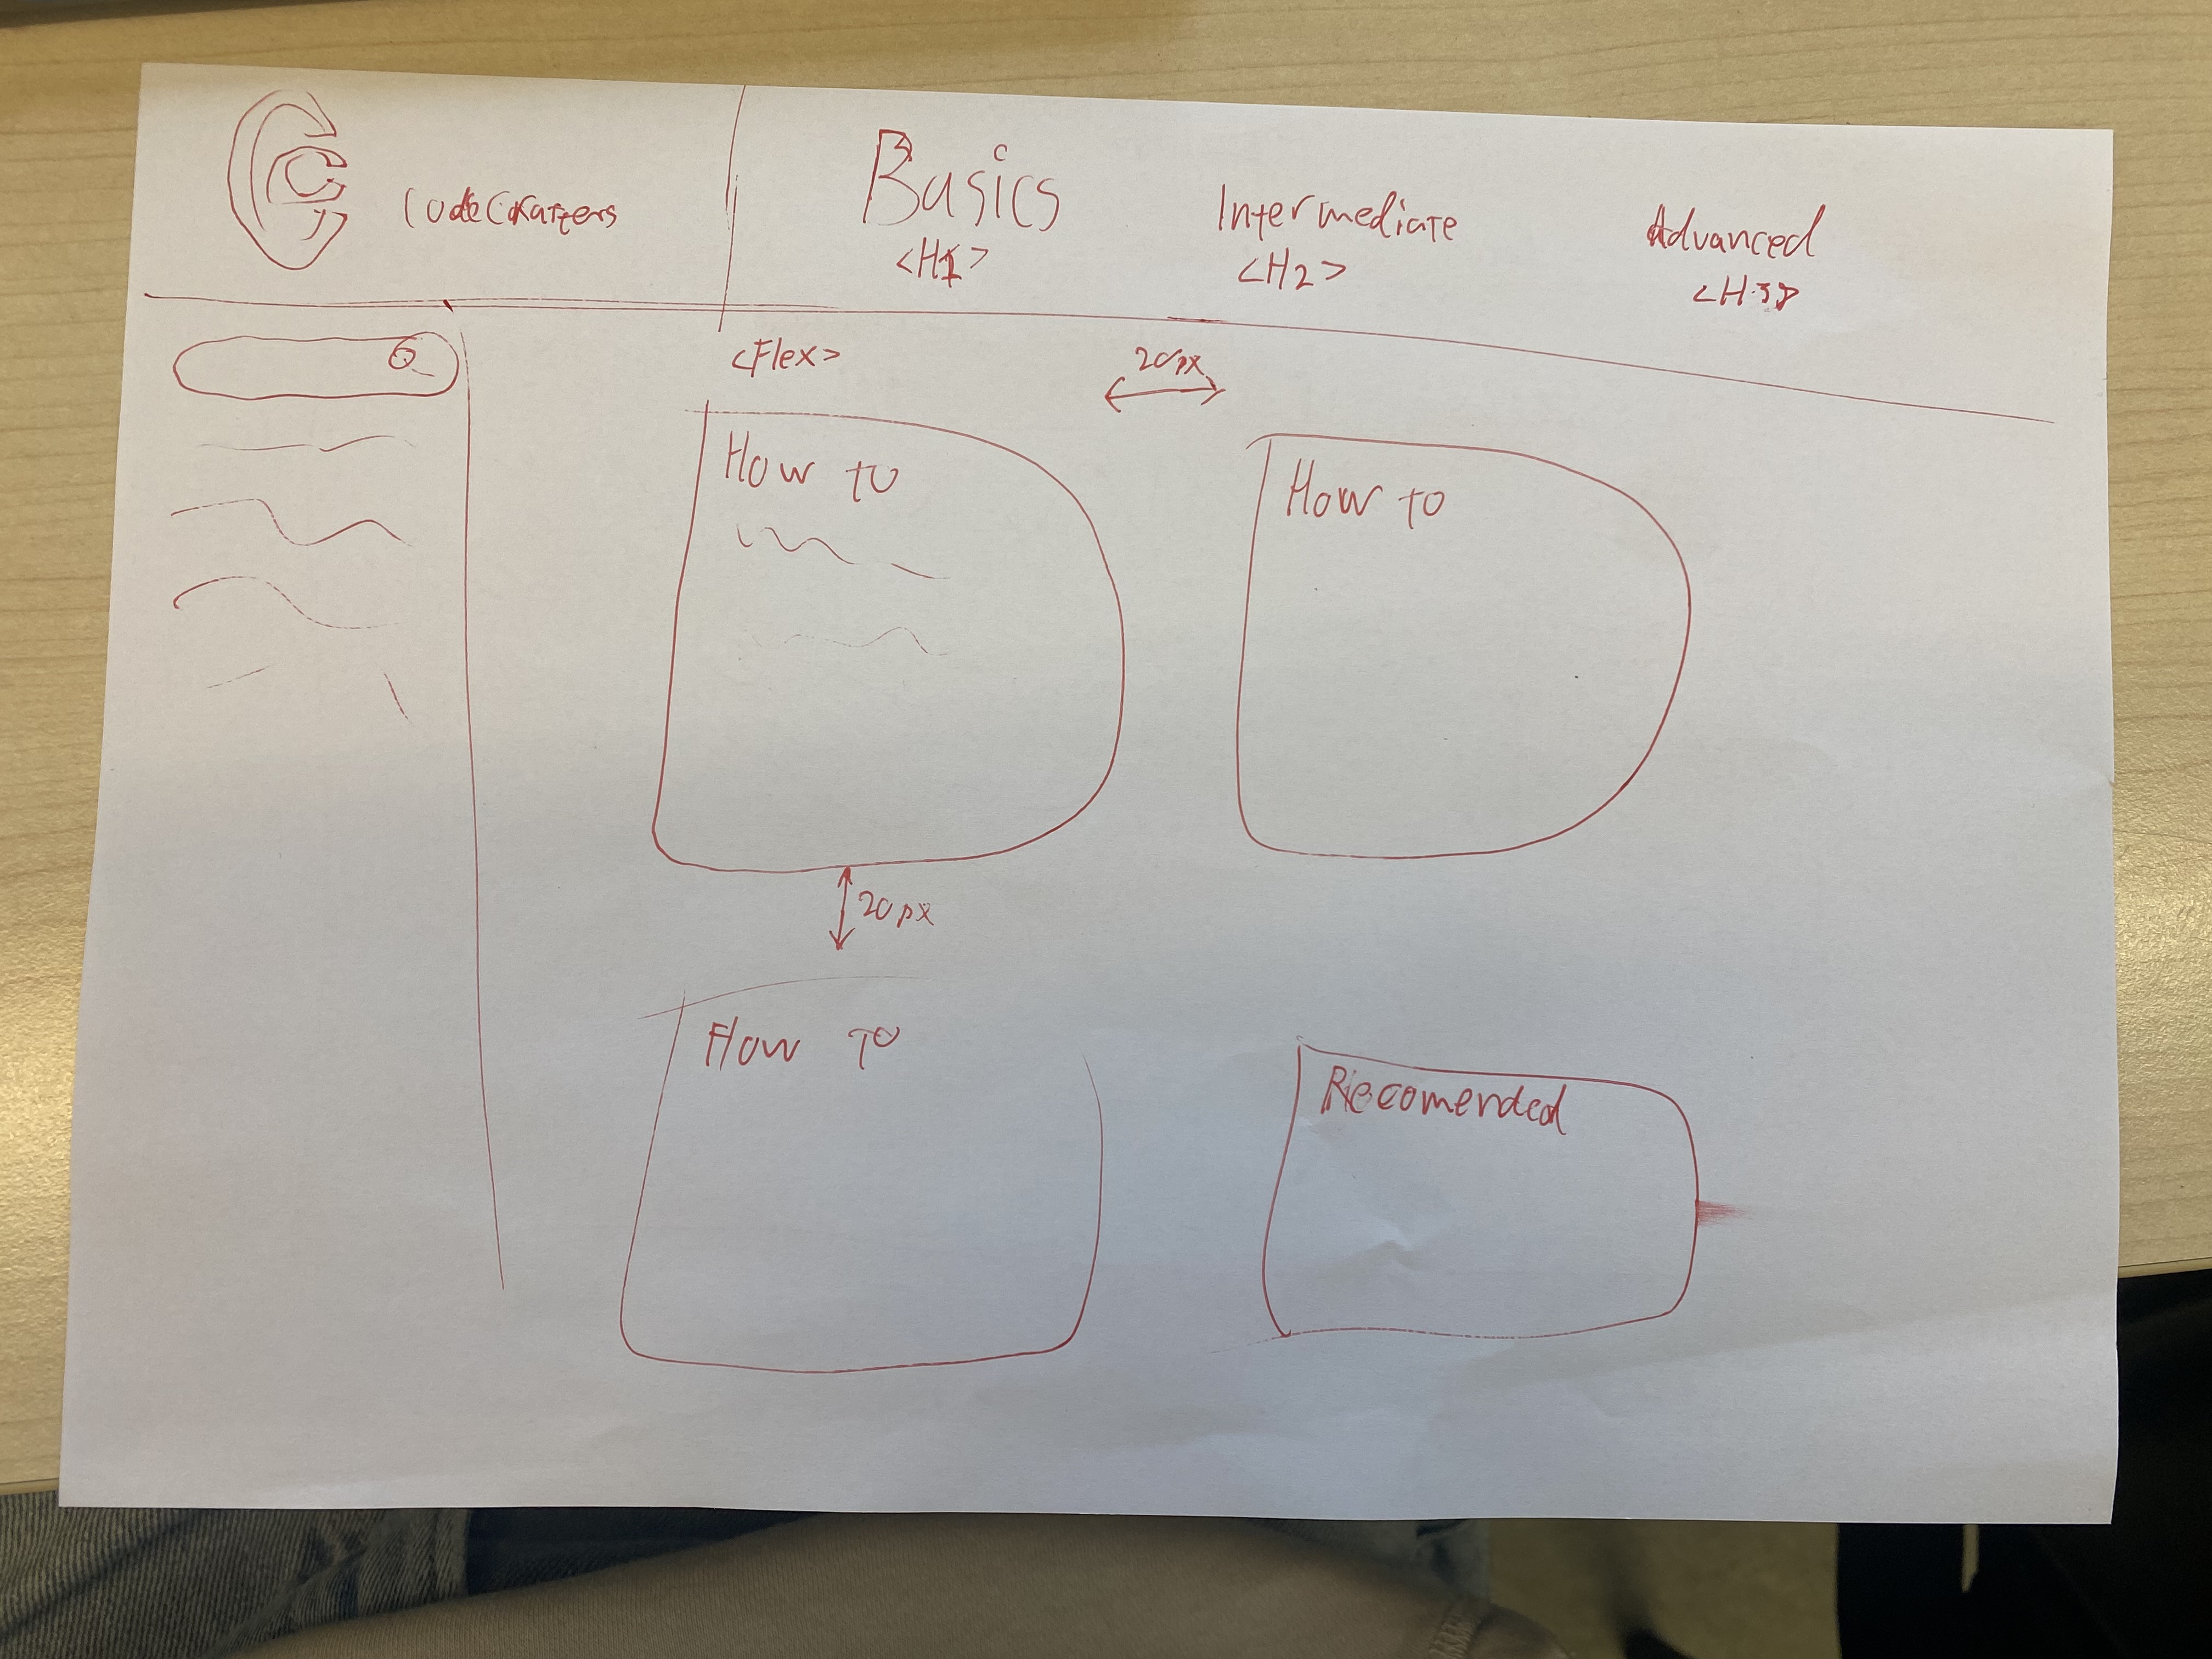 CodeCrafters
Basics
Intermediate
Advanced
<H1>
<H2>
<H3>
<Flex>
20px
How to
How to
20px
How to
Recomended